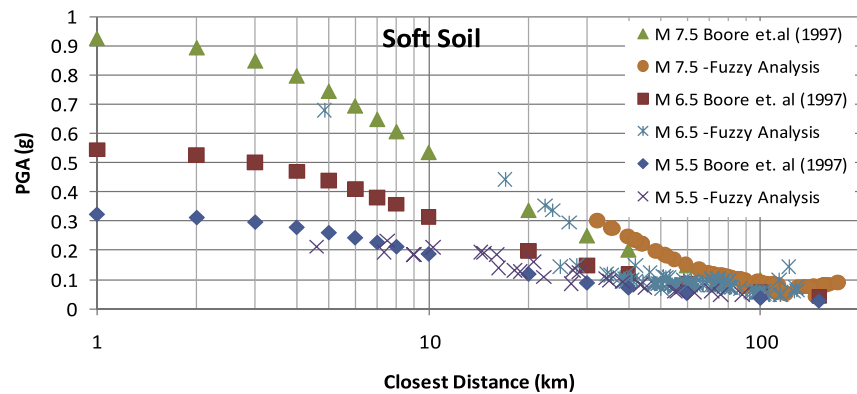 Soft Soil
PGA (g)
1
0.9
0.8
0.7
0.6
0.5
0.4
0.3
0.2
0.1
0
M 7.5 Boore et.al (1997)
M 7.5 -Fuzzy Analysis
M 6.5 Boore et. al (1997)
M 6.5 -Fuzzy Analysis
M 5.5 Boore et. al (1997)
M 5.5 -Fuzzy Analysis
1 10 100
Closest Distance (km)